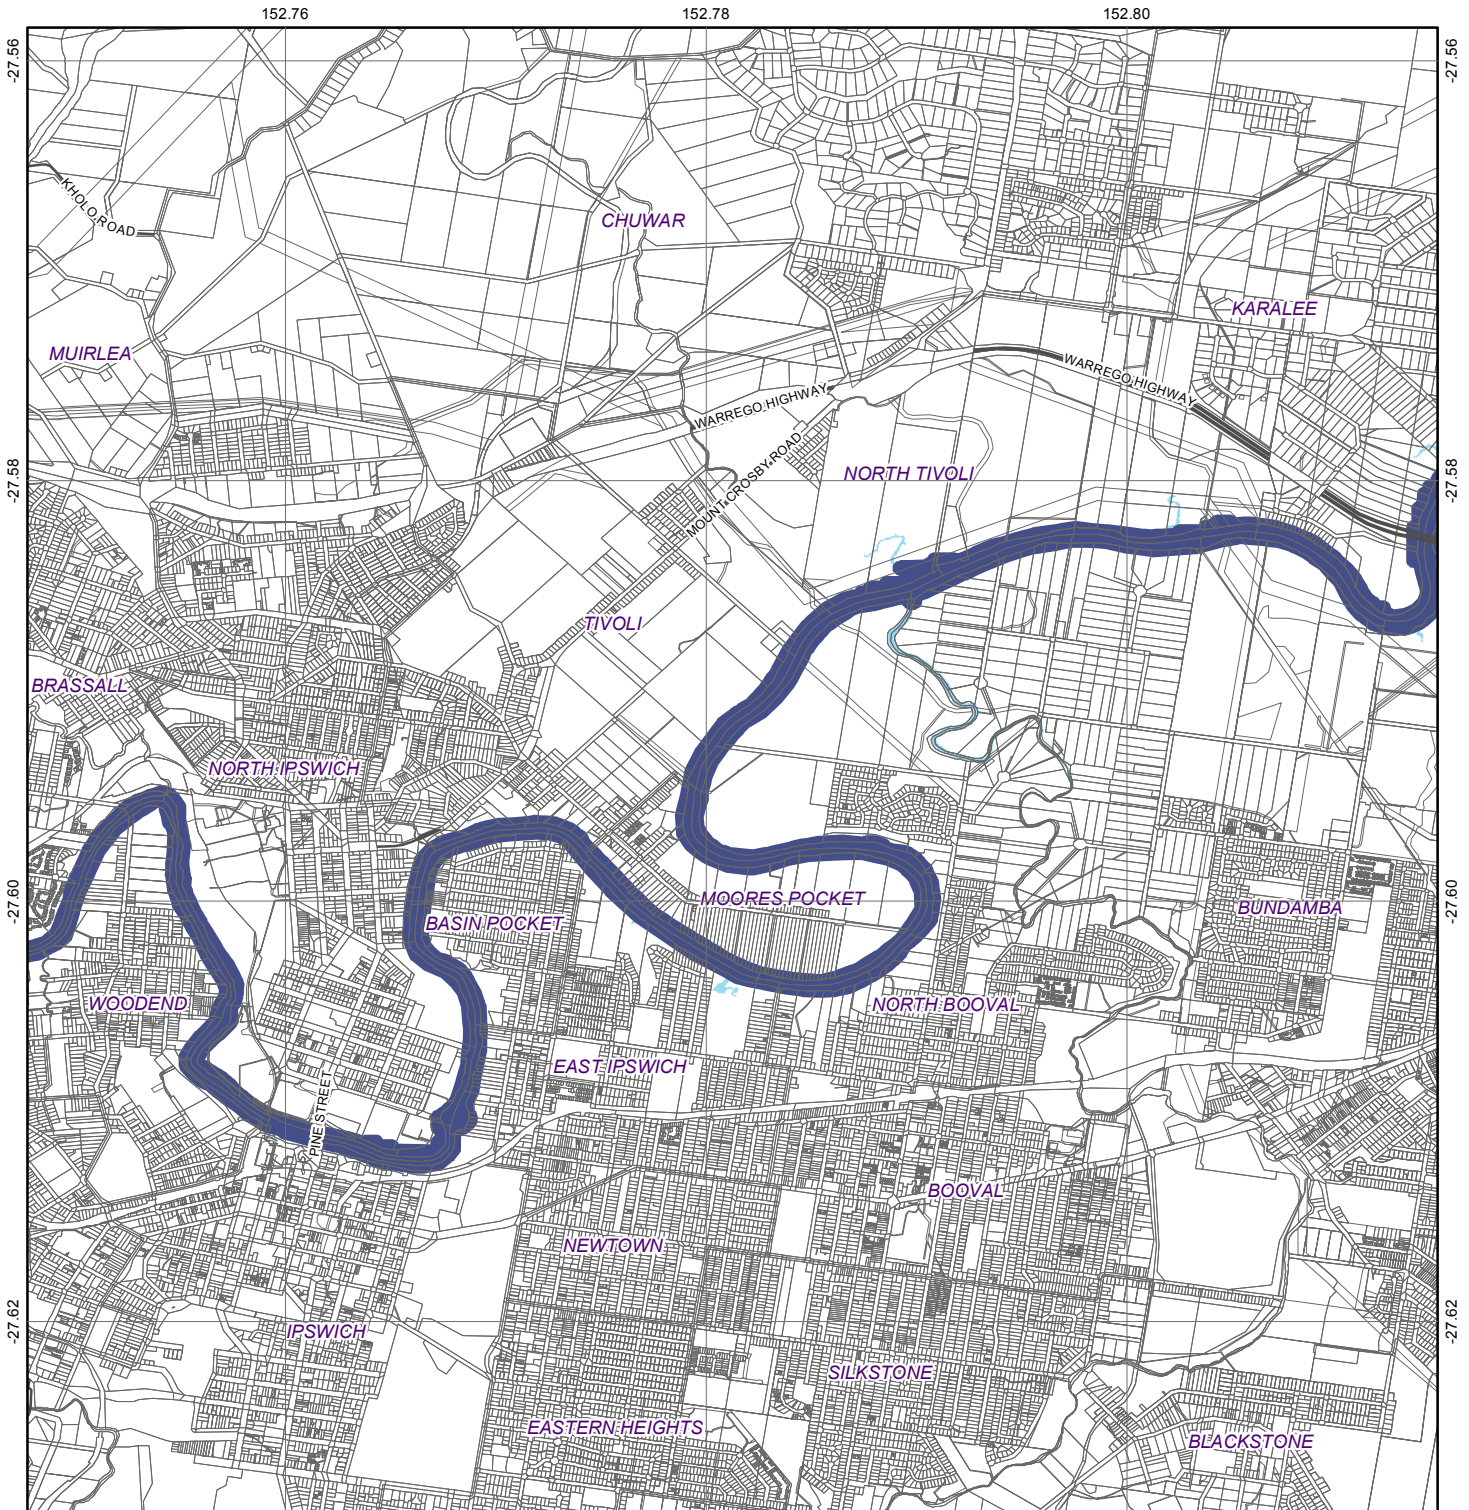 152.76
152.78
152.80
-27.56
-27.56
KHOLO ROAD
CHUWAR
KARALEE
MUIRLEA
WARREGO HIGHWAY
WARREGO HIGHWAY
MOUNT CROSBY ROAD
NORTH TIVOLI
-27.58
-27.58
TIVOLI
BRASSALL
NORTH IPSWICH
MOORES POCKET
-27.60
-27.60
BASIN POCKET
BUNDAMBA
WOODEND
NORTH BOOVAL
EAST IPSWICH
PINE STREET
BOOVAL
NEWTOWN
-27.62
-27.62
IPSWICH
SILKSTONE
EASTERN HEIGHTS
BLACKSTONE